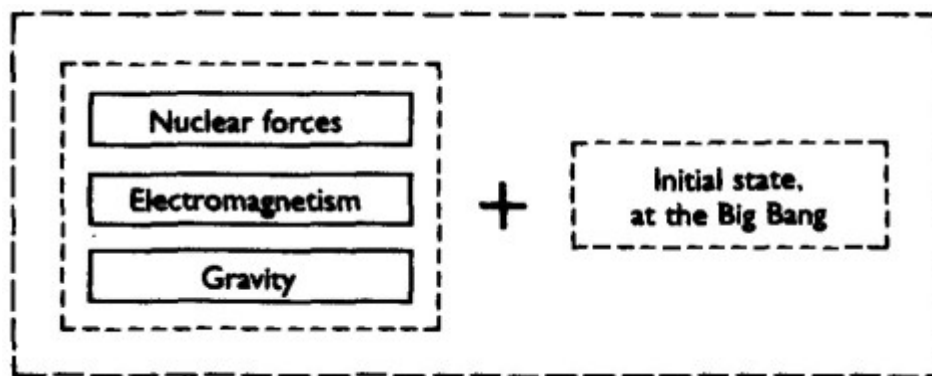 Nuclear forces
Electromagnetism
Gravity
+
Initial state,
at the Big Bang